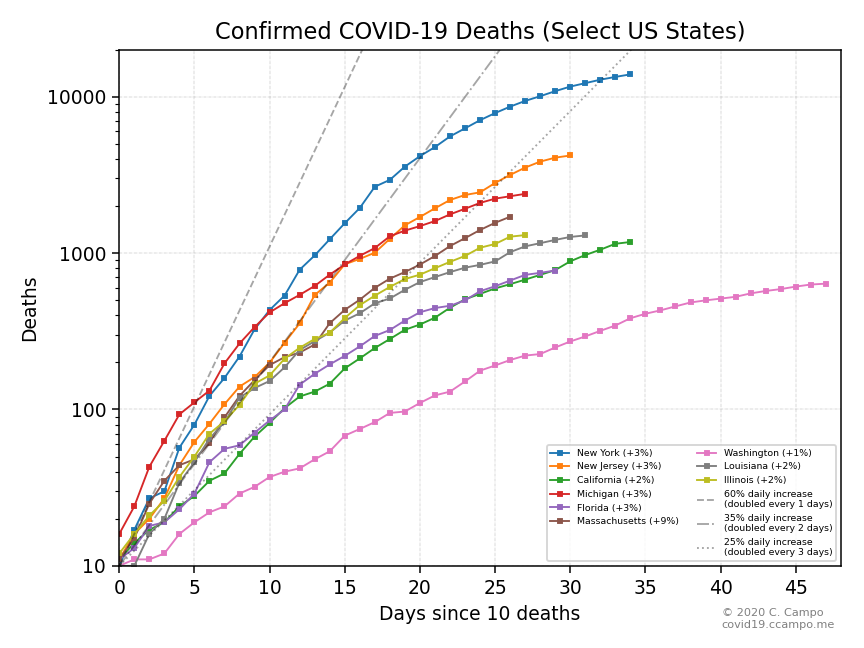 Confirmed COVID-19 Deaths (Select US States)
Deaths
10000
1000
100
10
0 5 10 15 20 25 30 35 40 45
Days since 10 deaths
New York (+3%)
New Jersey (+3%)
California (+2%)
Michigan (+3%)
Florida (+3%)
Massachusetts (+9%)
Washington (+1%)
Louisiana (+2%)
Illinois (+2%)
60% daily increase
(doubled every 1 days)
35% daily increase
(doubled every 2 days)
25% daily increase
(doubled every 3 days)
© 2020 C. Campo
covid19.ccampo.me